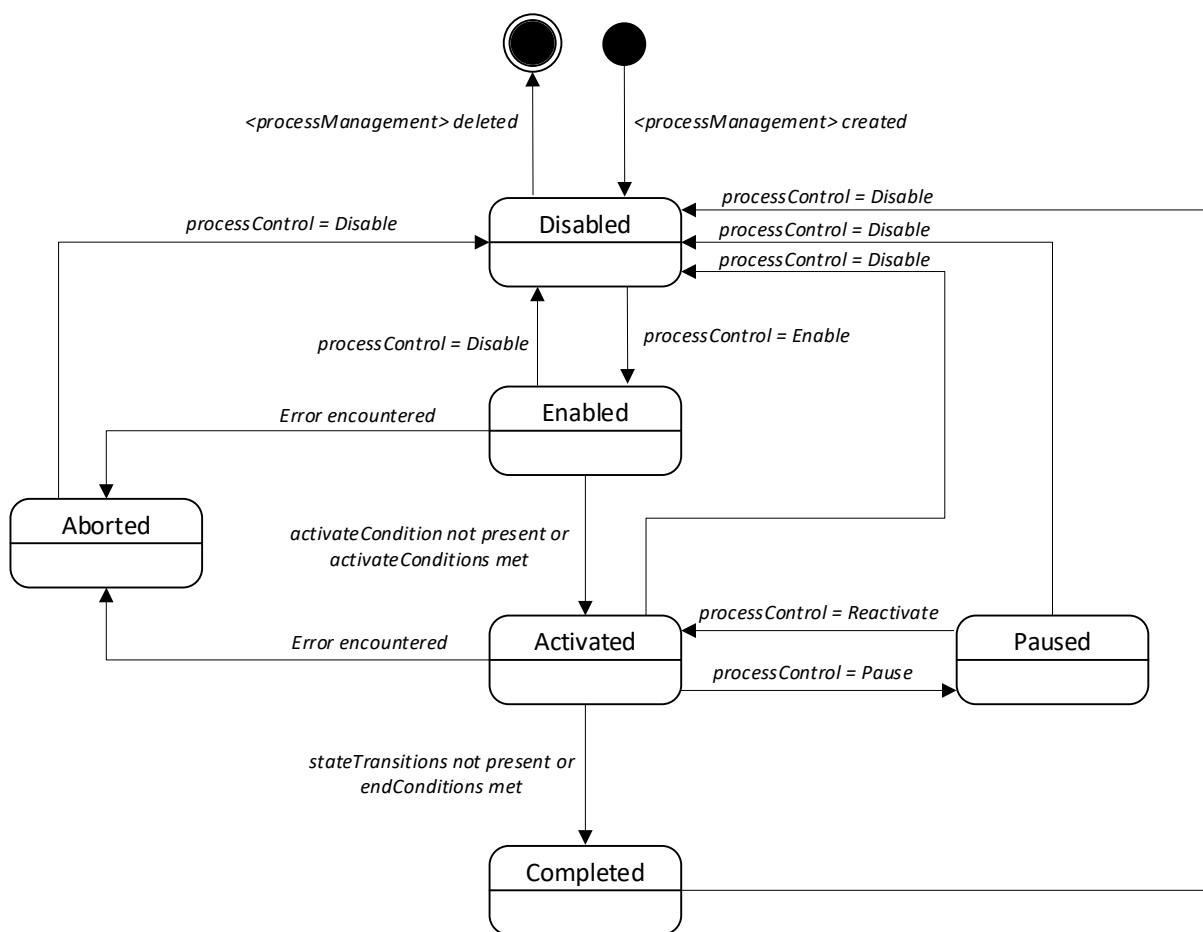 <processManagement> deleted
<processManagement> created
processControl = Disable
processControl = Disable
Disabled
processControl = Disable
processControl = Disable
processControl = Enable
processControl = Disable
Enabled
Error encountered
Aborted
activateCondition not present or
activateConditions met
processControl = Reactivate
Activated
Paused
Error encountered
processControl = Pause
stateTransitions not present or
endConditions met
Completed